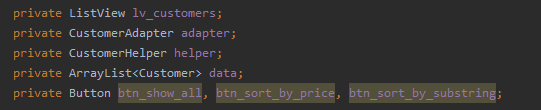 private ListView lv_customers;
private CustomerAdapter adapter;
private CustomerHelper helper;
private ArrayList<Customer> data;
private Button btn_show_all, btn_sort_by_price, btn_sort_by_substring;